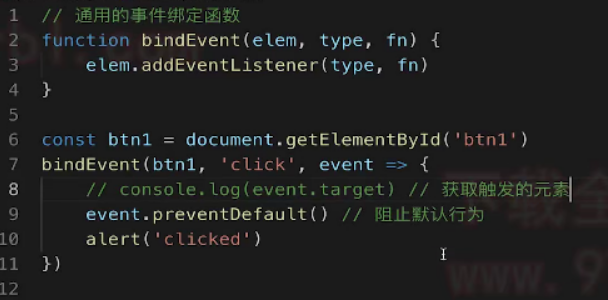 1 // 通用的事件绑定函数
2 function bindEvent(elem, type, fn) {
3     elem.addEventListener(type, fn)
4 }
5
6 const btn1 = document.getElementById('btn1')
7 bindEvent(btn1, 'click', event => {
8     // console.log(event.target) // 获取触发的元素
9     event.preventDefault() // 阻止默认行为
10     alert('clicked')
11 })
12
www.9